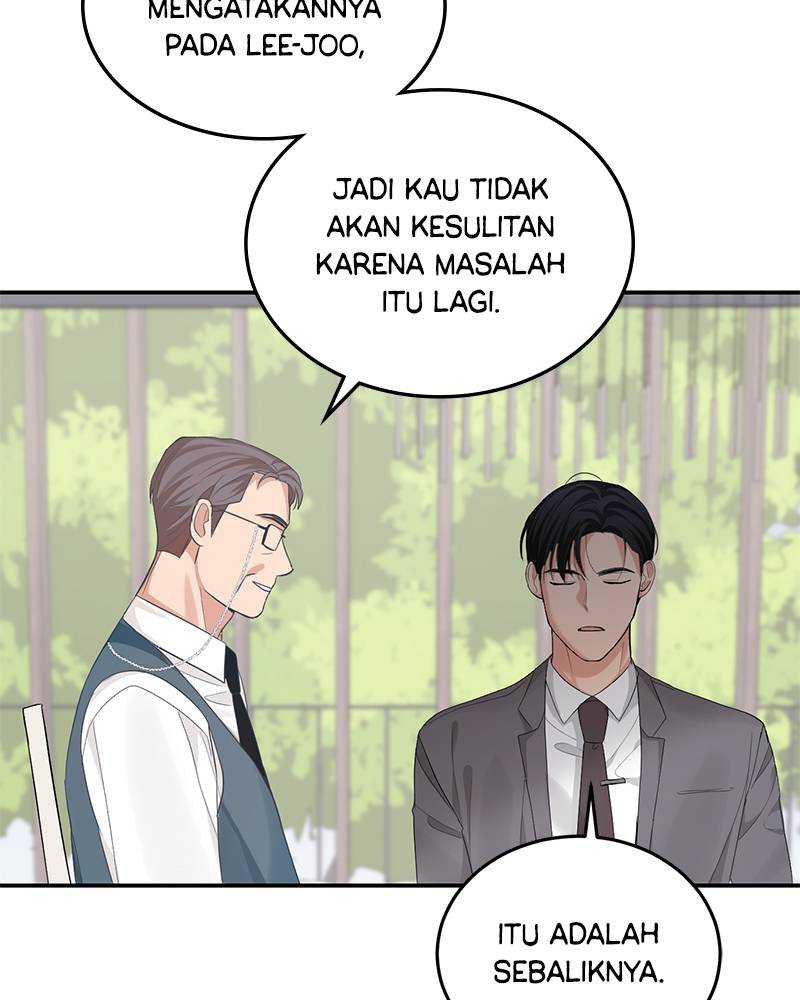 MENGATAKANNYA
PADA LEE-JOO,
JADI KAU TIDAK
AKAN KESULITAN
KARENA MASALAH
ITU LAGI.
ITU ADALAH
SEBALIKNYA.